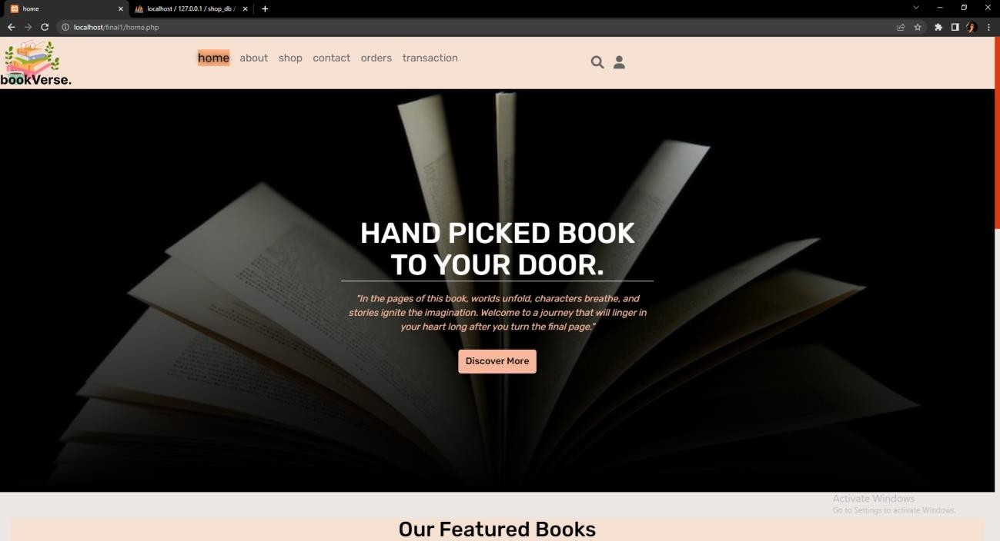 home
localhost / 127.0.0.1 / shop_db /
localhost/final1/home.php
bookVerse.
home about shop contact orders transaction
HAND PICKED BOOK
TO YOUR DOOR.
"In the pages of this book, worlds unfold, characters breathe, and
stories ignite the imagination. Welcome to a journey that will linger in
your heart long after you turn the final page."
Discover More
Activate Windows
Go to Settings to activate Windows.
Our Featured Books